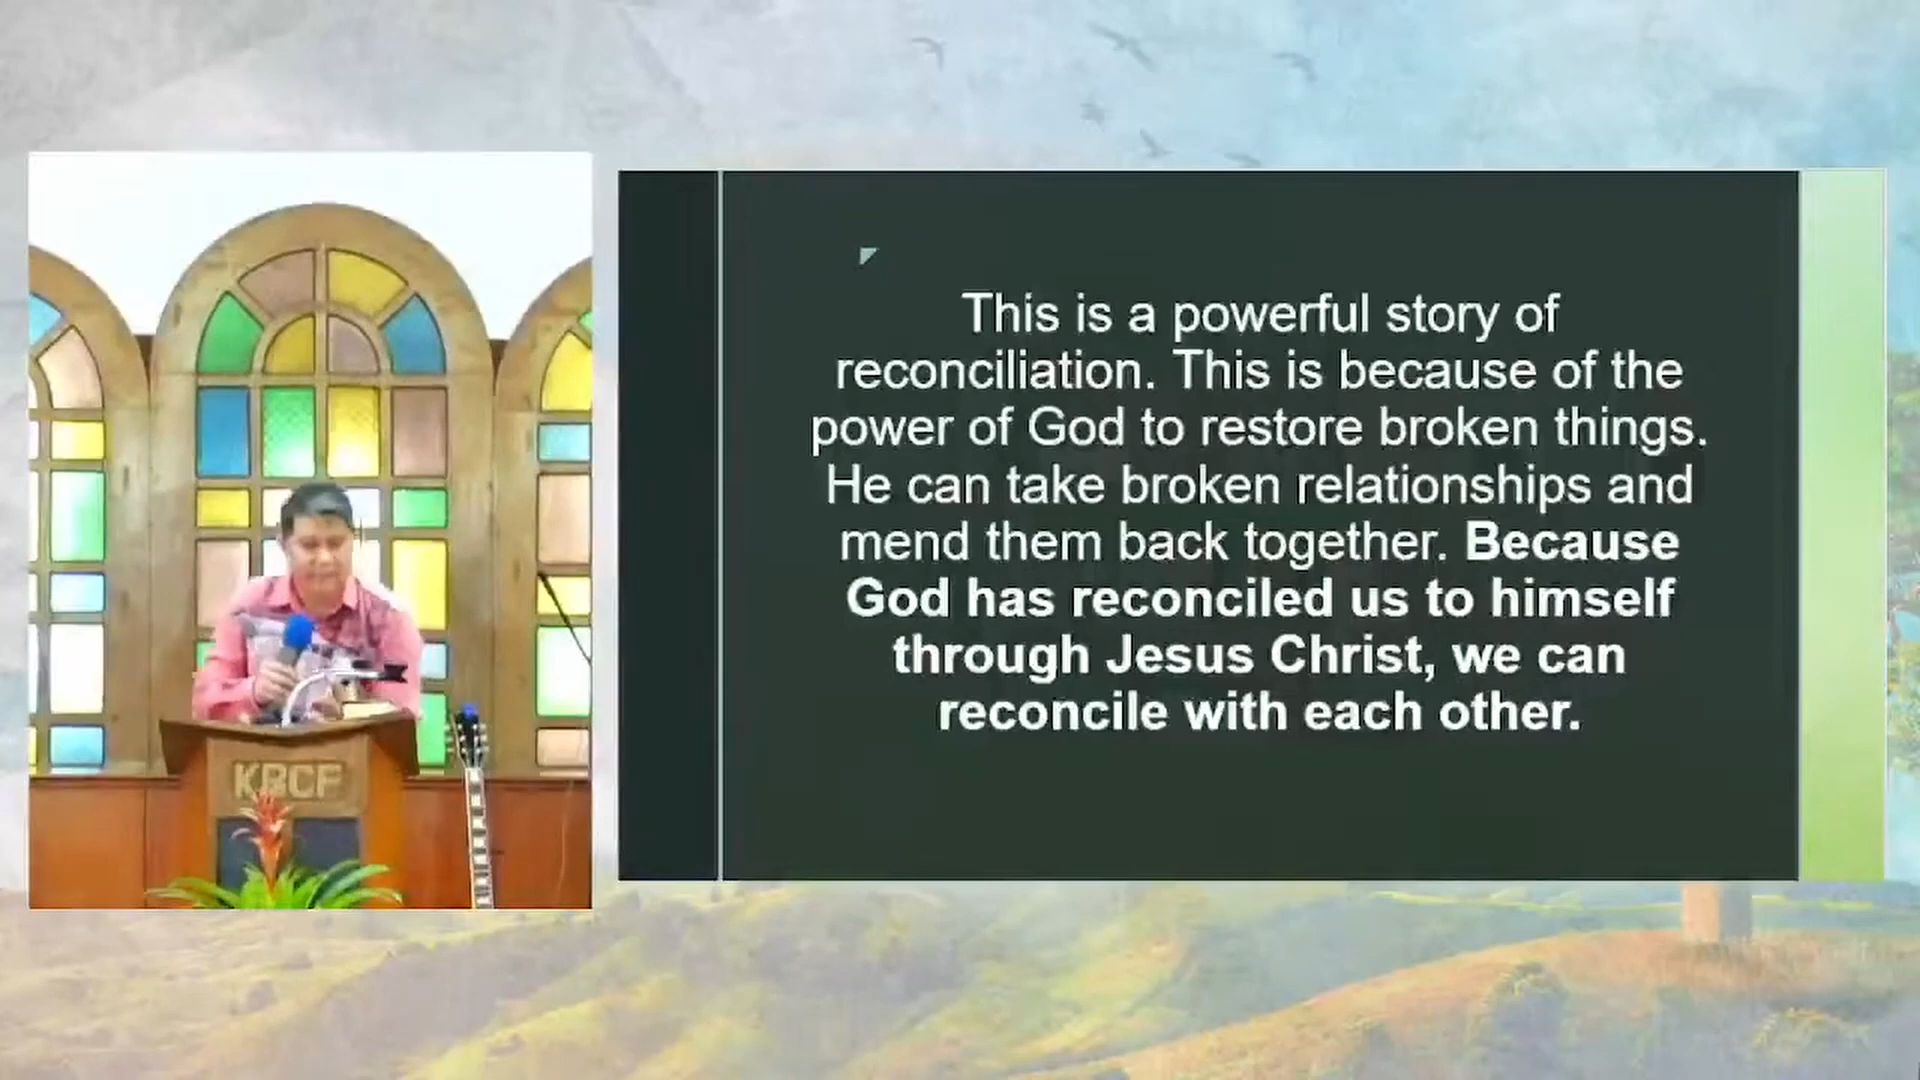 KBCF
This is a powerful story of
reconciliation. This is because of the
power of God to restore broken things.
He can take broken relationships and
mend them back together. Because
God has reconciled us to himself
through Jesus Christ, we can
reconcile with each other.